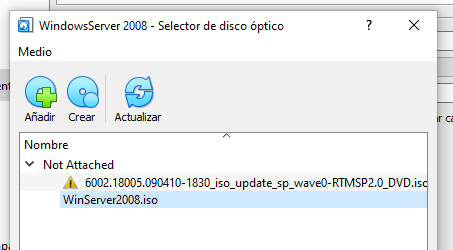 WindowsServer 2008 - Selector de disco óptico
Medio
Añadir Crear Actualizar
Nombre
Not Attached
6002.18005.090410-1830_iso_update_sp_wave0-RTMSP2.0_DVD.iso
WinServer2008.iso